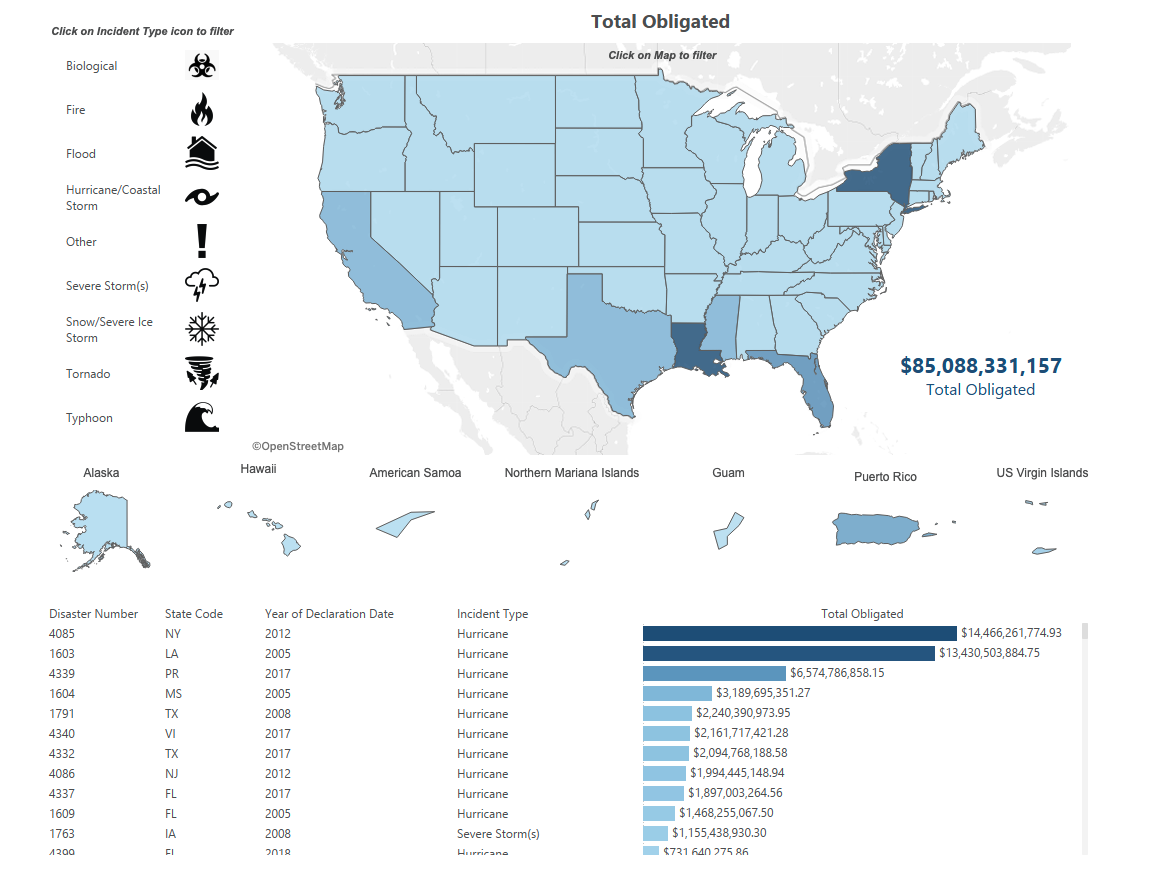 Total Obligated
Click on Incident Type icon to filter
Click on Map to filter
Biological
Fire
Flood
Hurricane/Coastal
Storm
Other
Severe Storm(s)
Snow/Severe Ice
Storm
Tornado
Typhoon
$85,088,331,157
Total Obligated
©OpenStreetMap
Alaska
Hawaii
American Samoa
Northern Mariana Islands
Guam
Puerto Rico
US Virgin Islands
Disaster Number State Code Year of Declaration Date Incident Type Total Obligated
4085 NY 2012 Hurricane $14,466,261,774.93
1603 LA 2005 Hurricane $13,430,503,884.75
4339 PR 2017 Hurricane $6,574,786,858.15
1604 MS 2005 Hurricane $3,189,695,351.27
1791 TX 2008 Hurricane $2,240,390,973.95
4340 VI 2017 Hurricane $2,161,717,421.28
4332 TX 2017 Hurricane $2,094,768,188.58
4086 NJ 2012 Hurricane $1,994,445,148.94
4337 FL 2017 Hurricane $1,897,003,264.56
1609 FL 2005 Hurricane $1,468,255,067.50
1763 IA 2008 Severe Storm(s) $1,155,438,930.30
4399 FL 2018 Hurricane $731,640,275.86